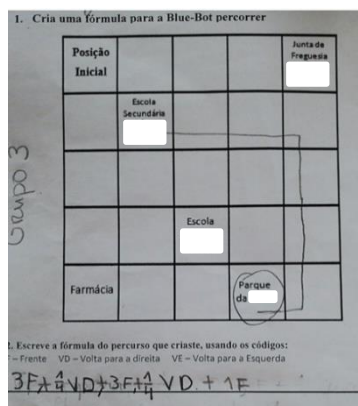 1. Cria uma fórmula para a Blue-Bot percorrer
Posição
Inicial
Junta de
Freguesia
Escola
Secundária
Grupo 3
Escola
Farmácia
Parque
da
2. Escreve a fórmula do percurso que criaste, usando os códigos:
F – Frente VD – Volta para a direita VE – Volta para a Esquerda
3F+1/4 VD+3F+1/4 VD + 1F